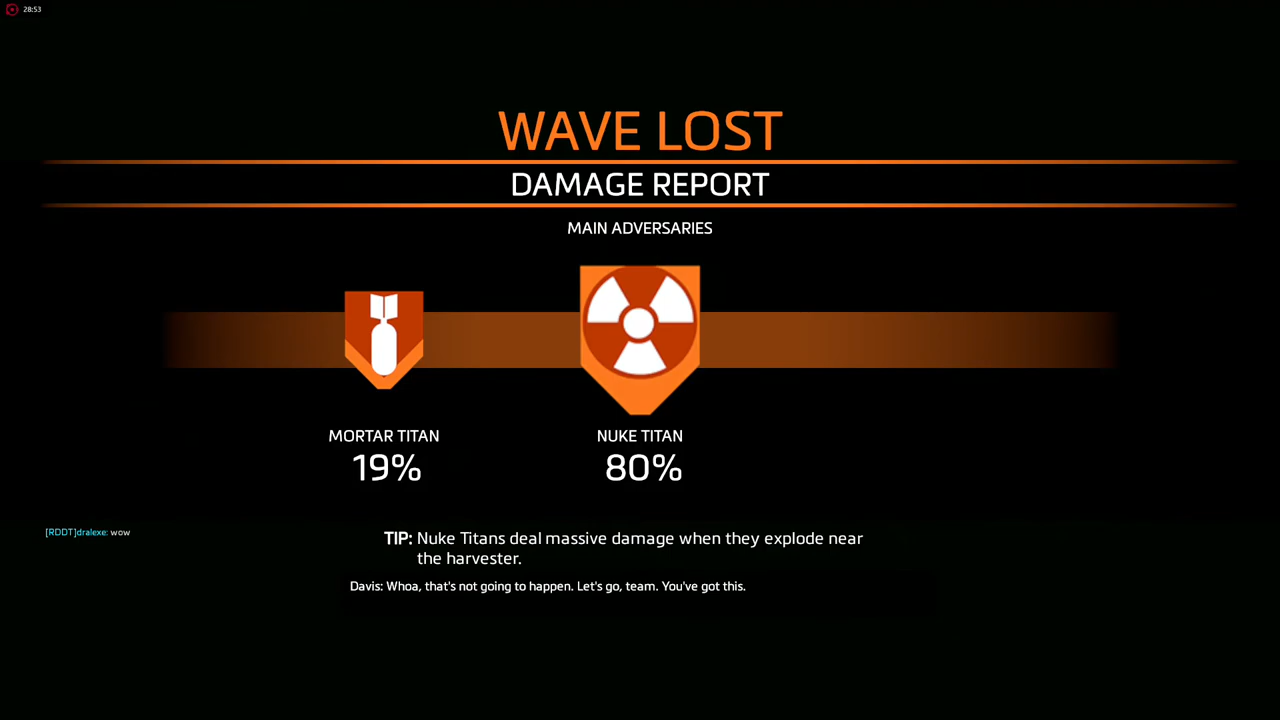 28:53
WAVE LOST
DAMAGE REPORT
MAIN ADVERSARIES
MORTAR TITAN
19%
NUKE TITAN
80%
[RDDT]dralexe: wow
TIP: Nuke Titans deal massive damage when they explode near
the harvester.
Davis: Whoa, that's not going to happen. Let's go, team. You've got this.